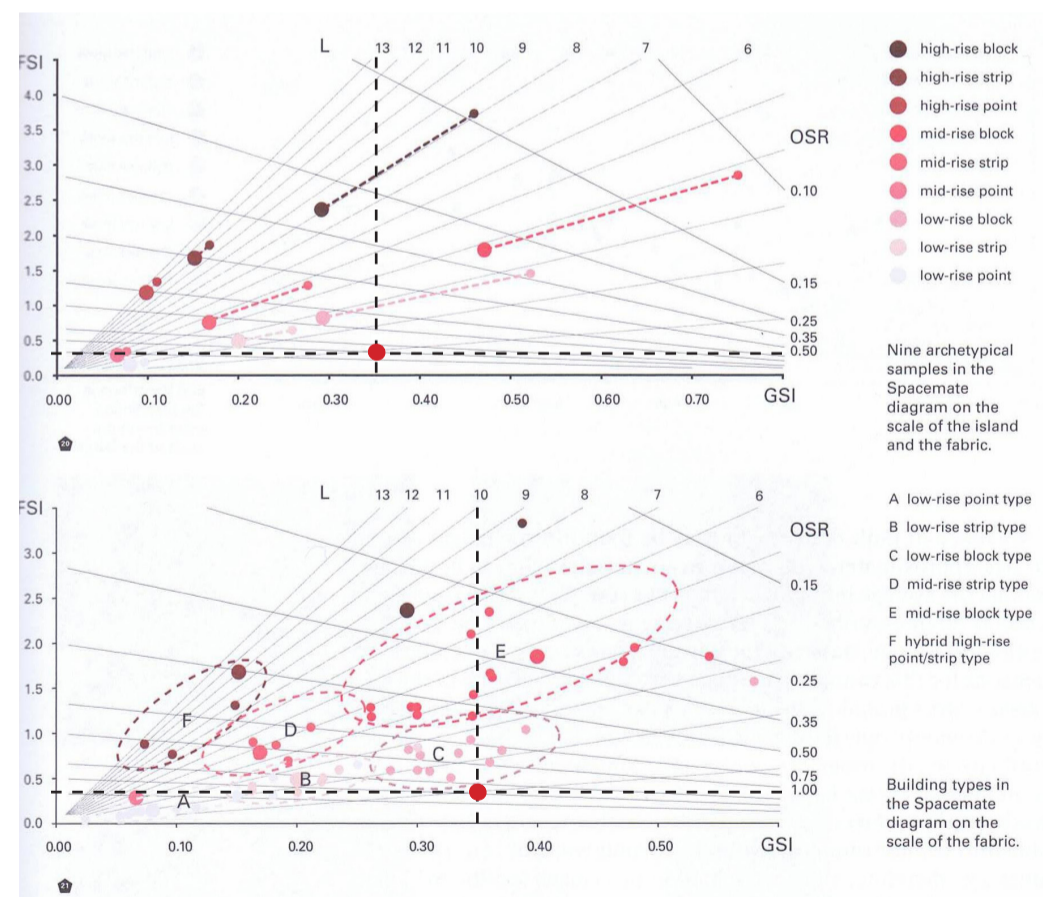 L 13 12 11 10 9 8 7 6
FSI
4.0
3.5
3.0
2.5
2.0
1.5
1.0
0.5
0.0
OSR
0.10
0.15
0.25
0.35
0.50
0.00 0.10 0.20 0.30 0.40 0.50 0.60 0.70 GSI
high-rise block
high-rise strip
high-rise point
mid-rise block
mid-rise strip
mid-rise point
low-rise block
low-rise strip
low-rise point
Nine archetypical
samples in the
Spacemate
diagram on the
scale of the island
and the fabric.
20
L 13 12 11 10 9 8 7 6
FSI
3.0
2.5
2.0
1.5
1.0
0.5
0.0
OSR
0.15
0.25
0.35
0.50
0.75
1.00
F
D
E
C
B
A
0.00 0.10 0.20 0.30 0.40 0.50 GSI
A low-rise point type
B low-rise strip type
C low-rise block type
D mid-rise strip type
E mid-rise block type
F hybrid high-rise
point/strip type
Building types in
the Spacemate
diagram on the
scale of the fabric.
21